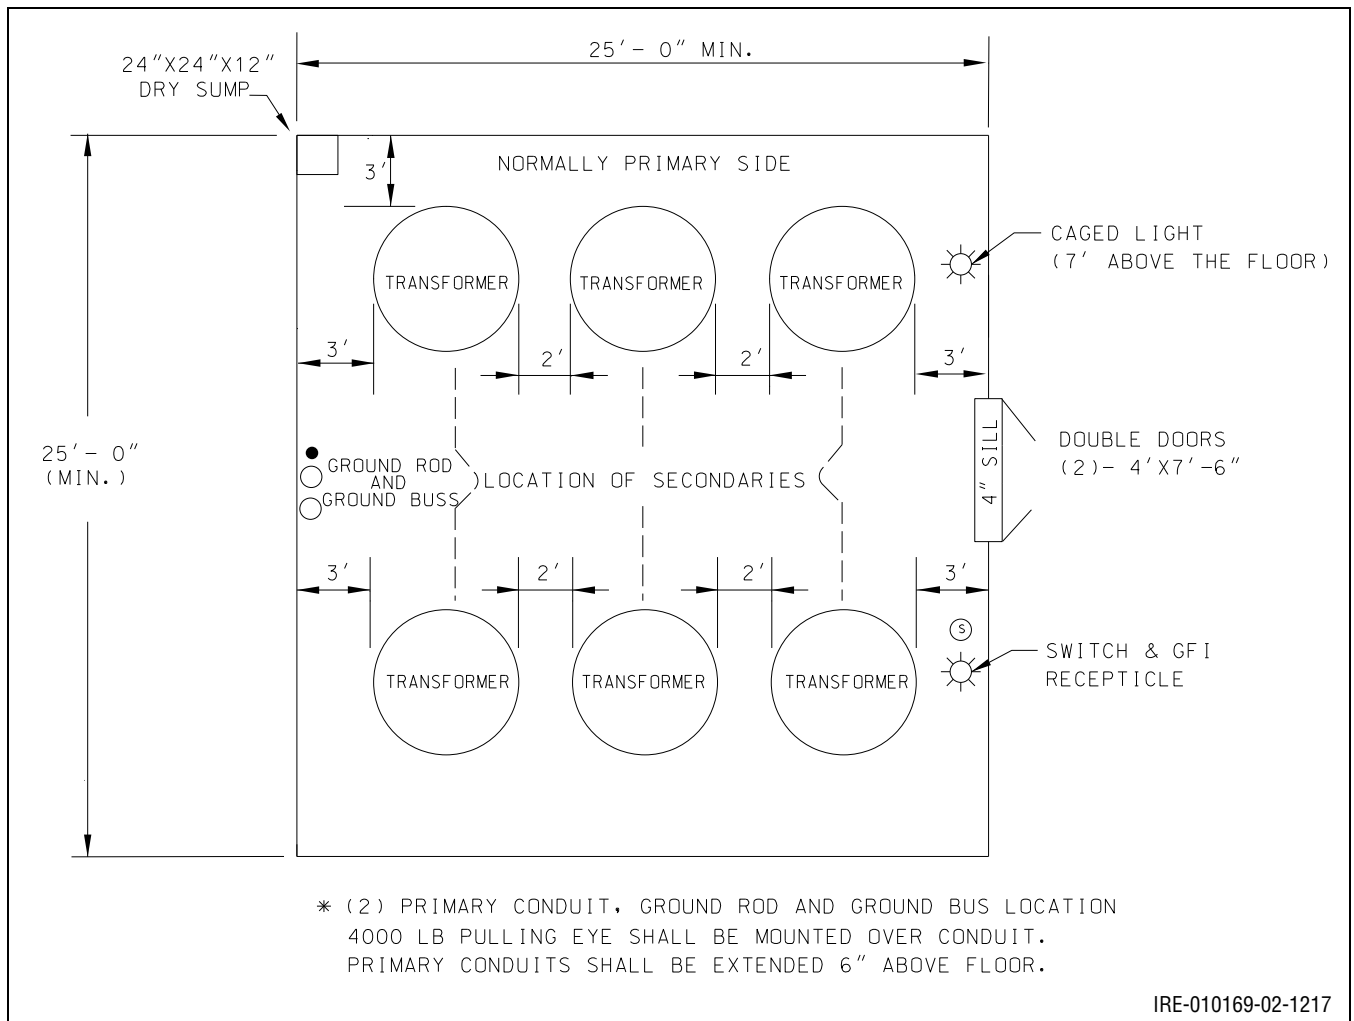 25'- 0" MIN.
24"X24"X12"
DRY SUMP
3'
NORMALLY PRIMARY SIDE
CAGED LIGHT
(7' ABOVE THE FLOOR)
TRANSFORMER
TRANSFORMER
TRANSFORMER
3'
2'
2'
3'
25'- 0"
(MIN.)
GROUND ROD
AND
GROUND BUSS
LOCATION OF SECONDARIES
4" SILL
DOUBLE DOORS
(2)- 4'X7'-6"
3'
2'
2'
3'
S
SWITCH & GFI
RECEPTICLE
TRANSFORMER
TRANSFORMER
TRANSFORMER
* (2) PRIMARY CONDUIT, GROUND ROD AND GROUND BUS LOCATION
4000 LB PULLING EYE SHALL BE MOUNTED OVER CONDUIT.
PRIMARY CONDUITS SHALL BE EXTENDED 6" ABOVE FLOOR.
IRE-010169-02-1217